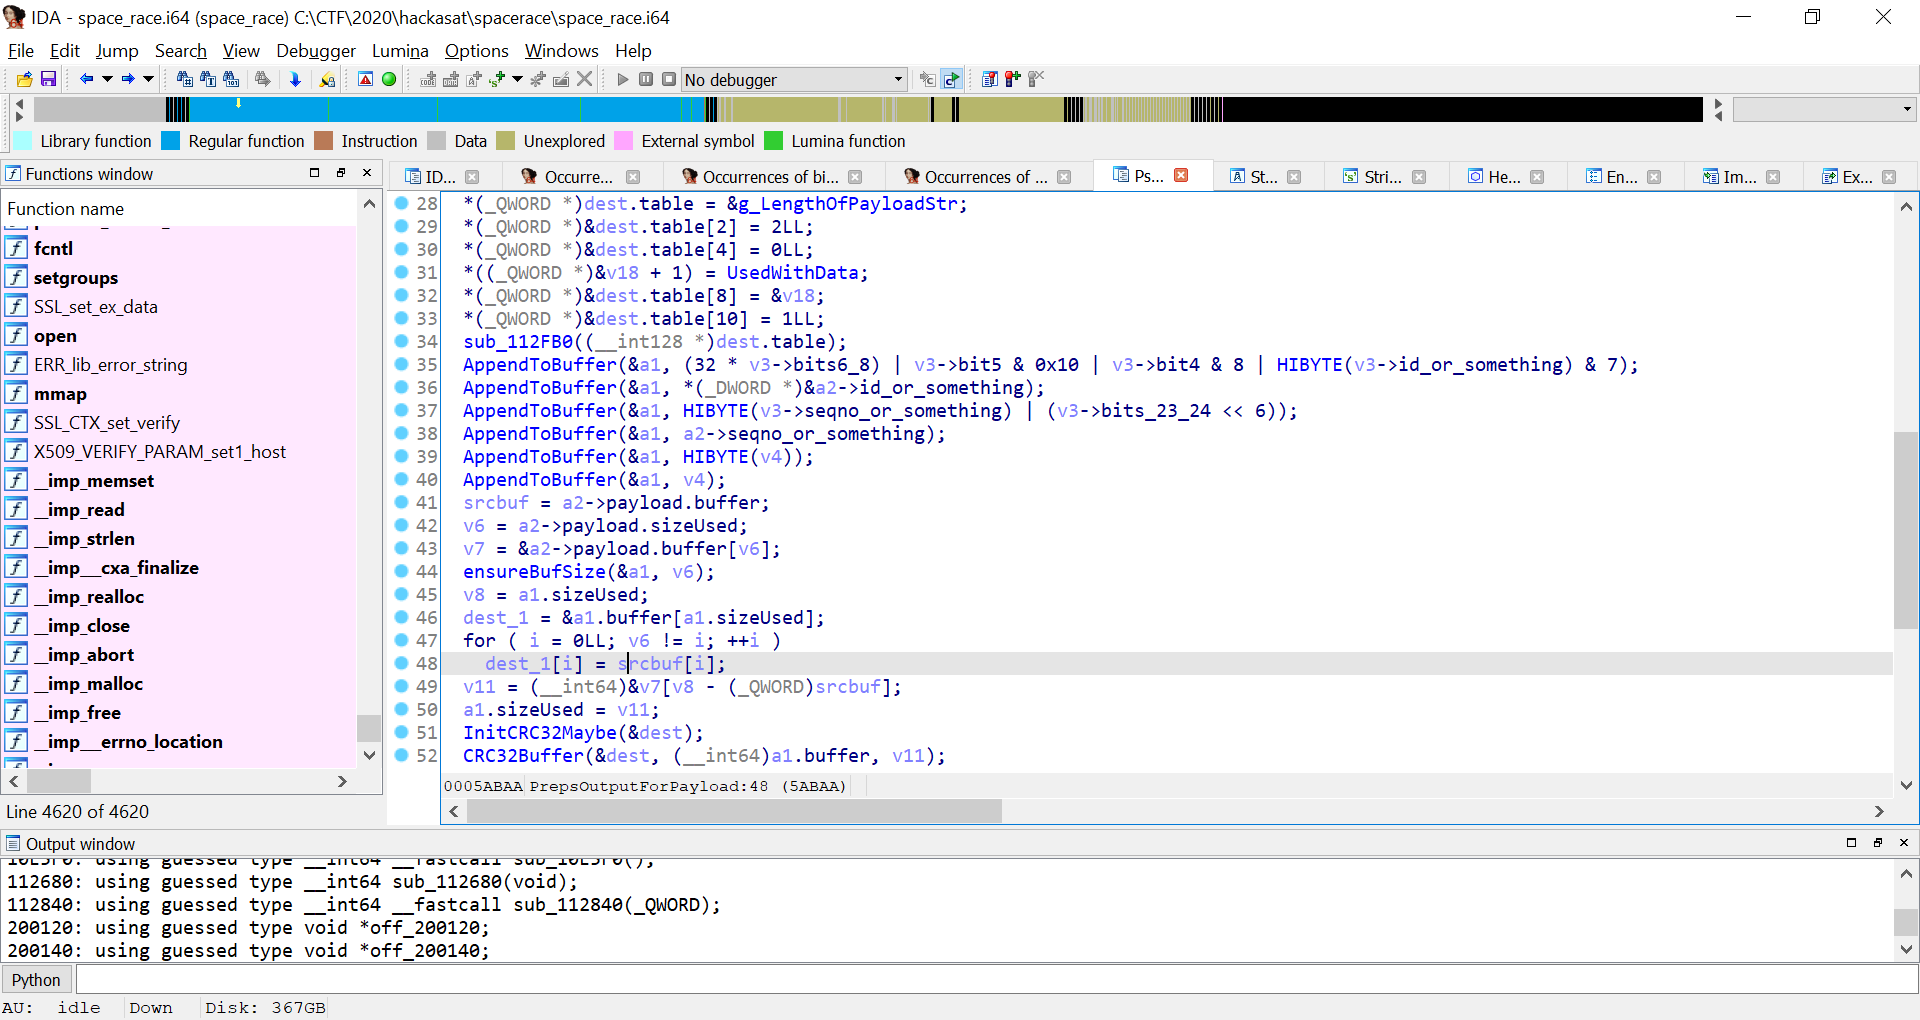 IDA - space_race.i64 (space_race) C:\CTF\2020\hackasat\spacerace\space_race.i64
File Edit Jump Search View Debugger Lumina Options Windows Help
No debugger
Library function Regular function Instruction Data Unexplored External symbol Lumina function
Functions window
ID... Occurre... Occurrences of bi... Occurrences of ... Ps... St... Stri... He... En... Im... Ex...
Function name
fcntl
setgroups
SSL_set_ex_data
open
ERR_lib_error_string
mmap
SSL_CTX_set_verify
X509_VERIFY_PARAM_set1_host
__imp_memset
__imp_read
__imp_strlen
__imp___cxa_finalize
__imp_realloc
__imp_close
__imp_abort
__imp_malloc
__imp_free
__imp___errno_location
Line 4620 of 4620
28 *(_QWORD *)dest.table = &g_LengthOfPayloadStr;
29 *(_QWORD *)&dest.table[2] = 2LL;
30 *(_QWORD *)&dest.table[4] = 0LL;
31 *((_QWORD *)&v18 + 1) = UsedWithData;
32 *(_QWORD *)&dest.table[8] = &v18;
33 *(_QWORD *)&dest.table[10] = 1LL;
34 sub_112FB0((__int128 *)dest.table);
35 AppendToBuffer(&a1, (32 * v3->bits6_8) | v3->bit5 & 0x10 | v3->bit4 & 8 | HIBYTE(v3->id_or_something) & 7);
36 AppendToBuffer(&a1, *(_DWORD *)&a2->id_or_something);
37 AppendToBuffer(&a1, HIBYTE(v3->seqno_or_something) | (v3->bits_23_24 << 6));
38 AppendToBuffer(&a1, a2->seqno_or_something);
39 AppendToBuffer(&a1, HIBYTE(v4));
40 AppendToBuffer(&a1, v4);
41 srcbuf = a2->payload.buffer;
42 v6 = a2->payload.sizeUsed;
43 v7 = &a2->payload.buffer[v6];
44 ensureBufSize(&a1, v6);
45 v8 = a1.sizeUsed;
46 dest_1 = &a1.buffer[a1.sizeUsed];
47 for ( i = 0LL; v6 != i; ++i )
48 dest_1[i] = srcbuf[i];
49 v11 = (__int64)&v7[v8 - (_QWORD)srcbuf];
50 a1.sizeUsed = v11;
51 InitCRC32Maybe(&dest);
52 CRC32Buffer(&dest, (__int64)a1.buffer, v11);
0005ABAA PrepsOutputForPayload:48 (5ABAA)
Output window
10E5F0: using guessed type __int64 __fastcall sub_10E5F0();
112680: using guessed type __int64 sub_112680(void);
112840: using guessed type __int64 __fastcall sub_112840(_QWORD);
200120: using guessed type void *off_200120;
200140: using guessed type void *off_200140;
Python
AU: idle Down Disk: 367GB